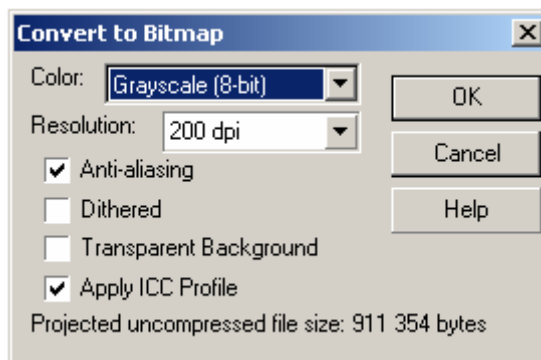 Convert to Bitmap
Color: Grayscale (8-bit)
OK
Resolution: 200 dpi
Cancel
Anti-aliasing
Dithered
Help
Transparent Background
Apply ICC Profile
Projected uncompressed file size: 911 354 bytes